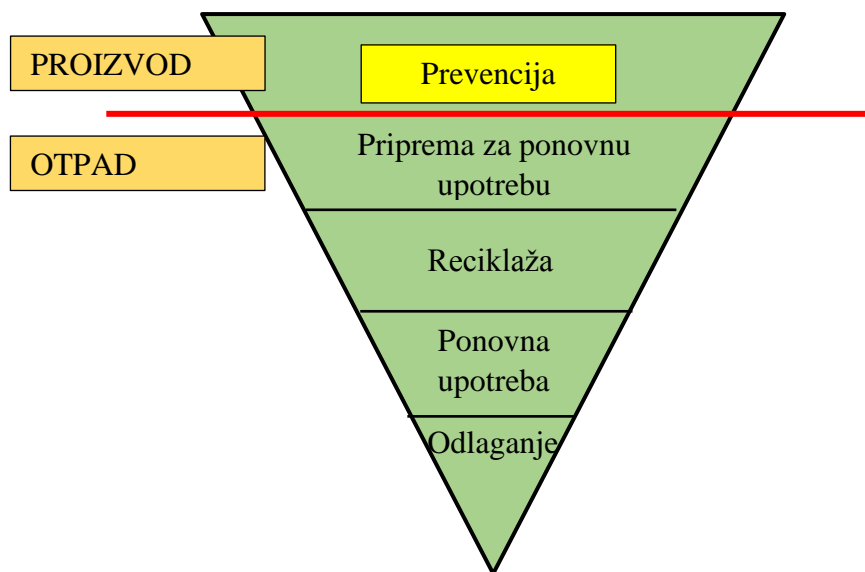 PROIZVOD
Prevencija
OTPAD
Priprema za ponovnu
upotrebu
Reciklaža
Ponovna
upotreba
Odlaganje